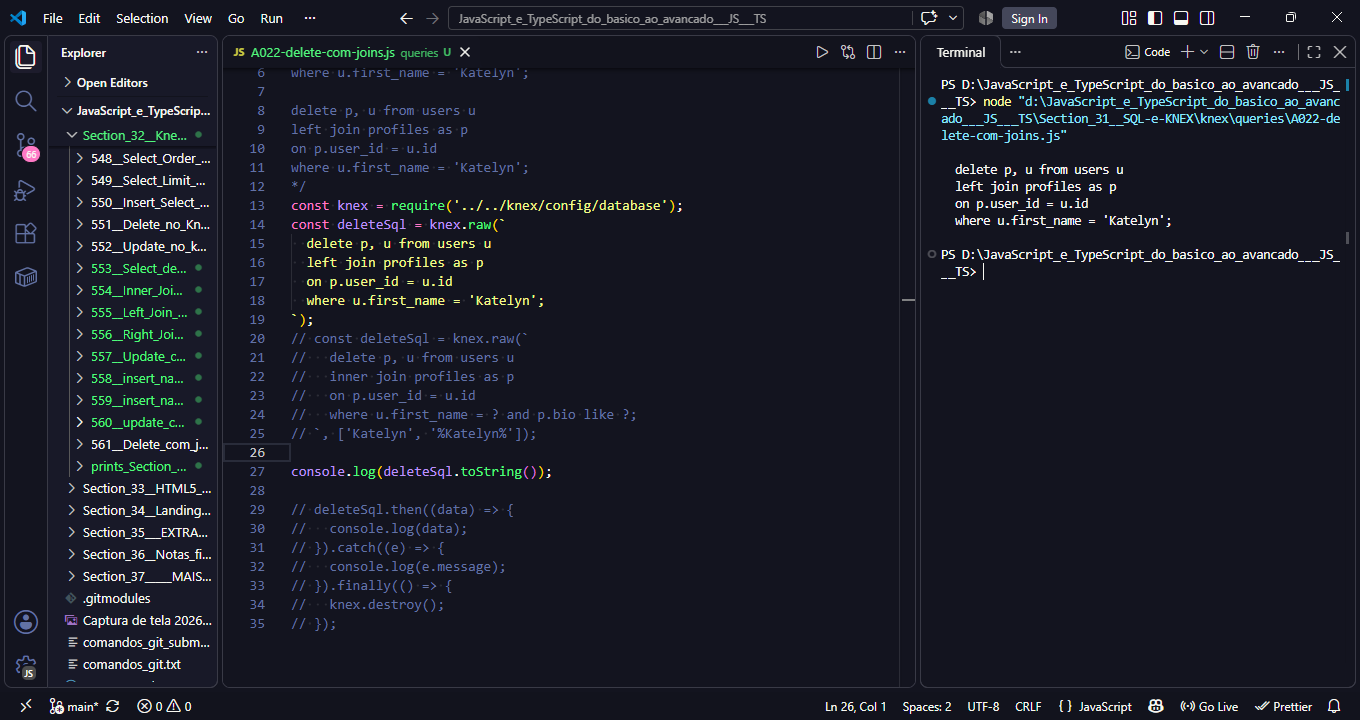 File Edit Selection View Go Run ··· JavaScript_e_TypeScript_do_basico_ao_avancado___JS__TS Sign In
Explorer ···
Open Editors
JavaScript_e_TypeScrip...
Section_32__Kne...
548__Select_Order_...
549__Select_Limit_...
550__Insert_Select_...
551__Delete_no_Kn...
552__Update_no_k...
553__Select_de...
554__Inner_Joi...
555__Left_Join_...
556__Right_Joi...
557__Update_c...
558__insert_na...
559__insert_na...
560__update_c...
561__Delete_com_j...
prints_Section_...
Section_33__HTML5_...
Section_34__Landing...
Section_35___EXTRA...
Section_36__Notas_fi...
Section_37____MAIS...
.gitmodules
Captura de tela 2026...
comandos_git_subm...
comandos_git.txt
66
JS
JS A022-delete-com-joins.js queries U
6 where u.first_name = 'Katelyn';
7
8 delete p, u from users u
9 left join profiles as p
10 on p.user_id = u.id
11 where u.first_name = 'Katelyn';
12 */
13 const knex = require('../../knex/config/database');
14 const deleteSql = knex.raw(`
15 delete p, u from users u
16 left join profiles as p
17 on p.user_id = u.id
18 where u.first_name = 'Katelyn';
19 `);
20 // const deleteSql = knex.raw(`
21 // delete p, u from users u
22 // inner join profiles as p
23 // on p.user_id = u.id
24 // where u.first_name = ? and p.bio like ?;
25 // `, ['Katelyn', '%Katelyn%']);
26
27 console.log(deleteSql.toString());
28
29 // deleteSql.then((data) => {
30 // console.log(data);
31 // }).catch((e) => {
32 // console.log(e.message);
33 // }).finally(() => {
34 // knex.destroy();
35 // });
Terminal ··· Code ···
PS D:\JavaScript_e_TypeScript_do_basico_ao_avancado___JS_
__TS> node "d:\JavaScript_e_TypeScript_do_basico_ao_avanc
ado___JS___TS\Section_31__SQL-e-KNEX\knex\queries\A022-de
lete-com-joins.js"
delete p, u from users u
left join profiles as p
on p.user_id = u.id
where u.first_name = 'Katelyn';
PS D:\JavaScript_e_TypeScript_do_basico_ao_avancado___JS_
__TS>
main* 0 0 Ln 26, Col 1 Spaces: 2 UTF-8 CRLF { } JavaScript Go Live Prettier